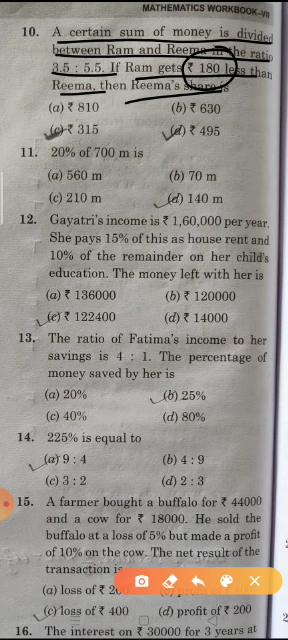 MATHEMATICS WORKBOOK–VII
10. A certain sum of money is divided
between Ram and Reema in the ratio
3.5 : 5.5. If Ram gets ₹ 180 less than
Reema, then Reema's share is
(a) ₹ 810 (b) ₹ 630
(c) ₹ 315 (d) ₹ 495
11. 20% of 700 m is
(a) 560 m (b) 70 m
(c) 210 m (d) 140 m
12. Gayatri's income is ₹ 1,60,000 per year.
She pays 15% of this as house rent and
10% of the remainder on her child's
education. The money left with her is
(a) ₹ 136000 (b) ₹ 120000
(c) ₹ 122400 (d) ₹ 14000
13. The ratio of Fatima's income to her
savings is 4 : 1. The percentage of
money saved by her is
(a) 20% (b) 25%
(c) 40% (d) 80%
14. 225% is equal to
(a) 9 : 4 (b) 4 : 9
(c) 3 : 2 (d) 2 : 3
15. A farmer bought a buffalo for ₹ 44000
and a cow for ₹ 18000. He sold the
buffalo at a loss of 5% but made a profit
of 10% on the cow. The net result of the
transaction is
(a) loss of ₹
(c) loss of ₹ 400 (d) profit of ₹ 200
16. The interest on ₹ 30000 for 3 years at